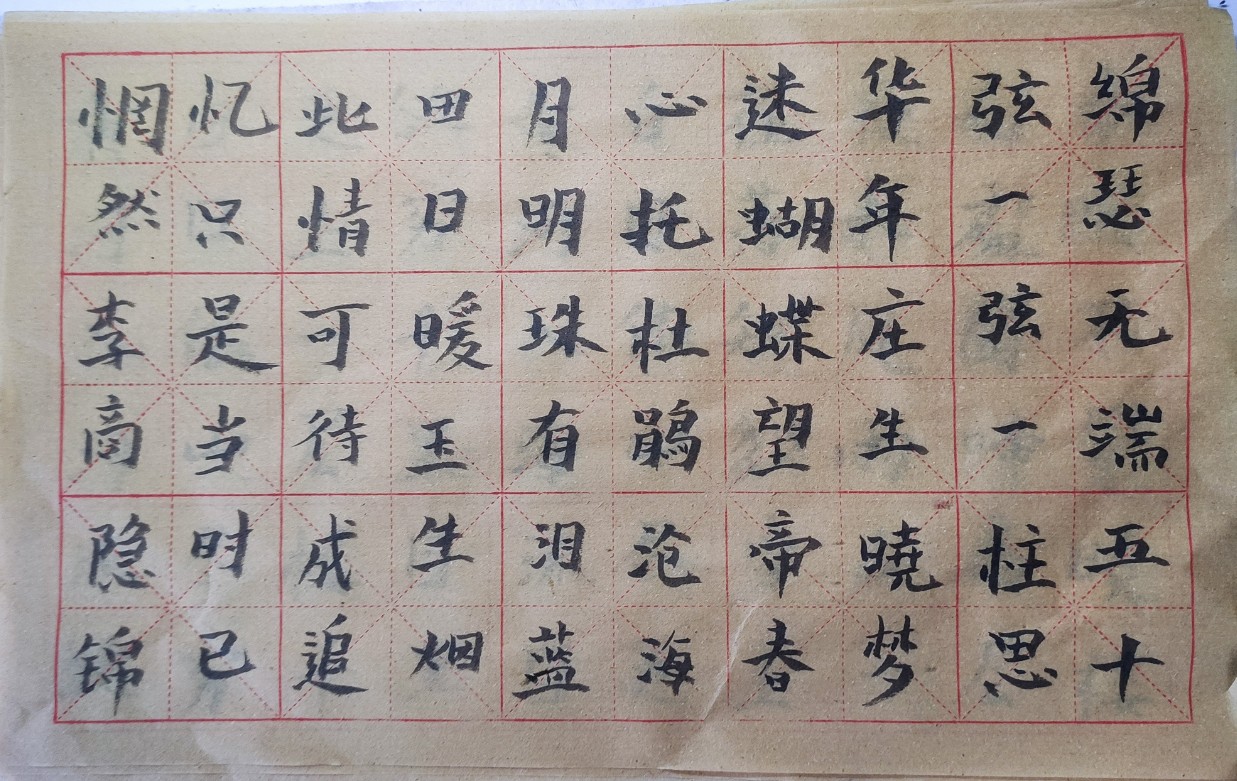 绵瑟无端五十
弦一弦一柱思
华年庄生曉梦
迷蝴蝶望帝春
心托杜鹃沧海
月明珠有泪蓝
田日暖玉生烟
此情可待成追
忆只是当时已
惘然李商隐锦